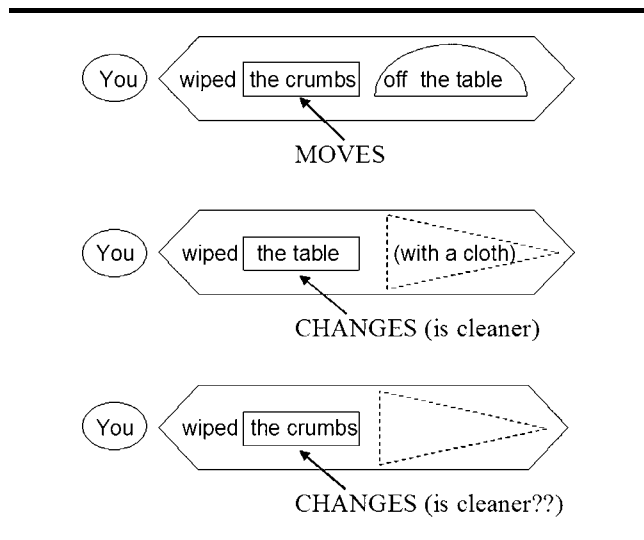 You wiped the crumbs off the table
MOVES
You wiped the table (with a cloth)
CHANGES (is cleaner)
You wiped the crumbs
CHANGES (is cleaner??)